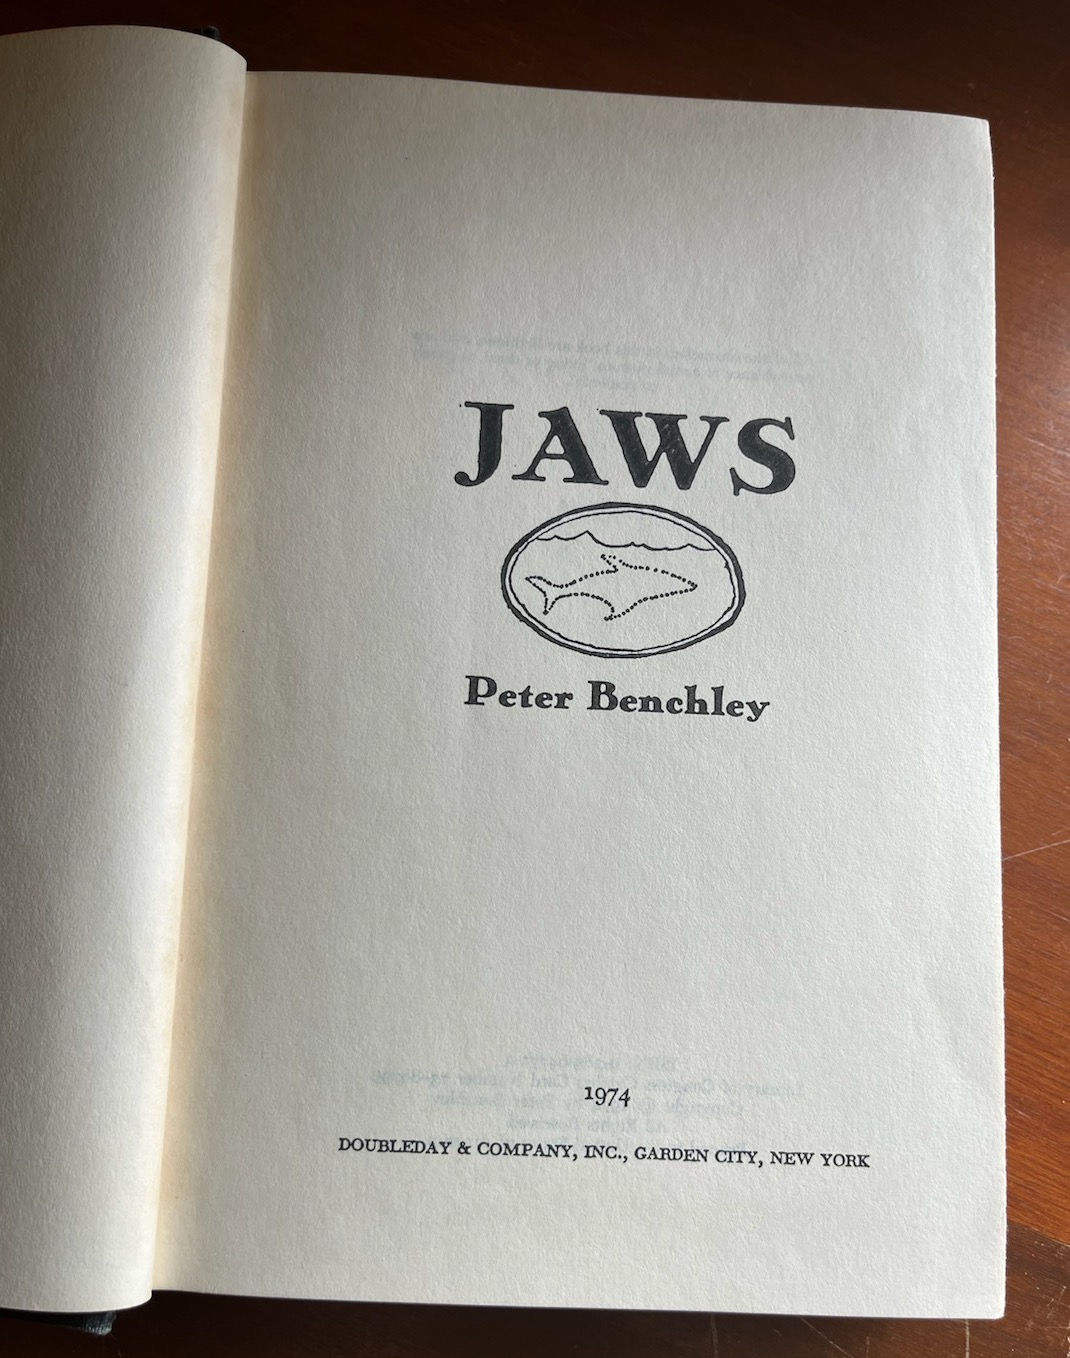 JAWS
Peter Benchley
1974
DOUBLEDAY & COMPANY, INC., GARDEN CITY, NEW YORK